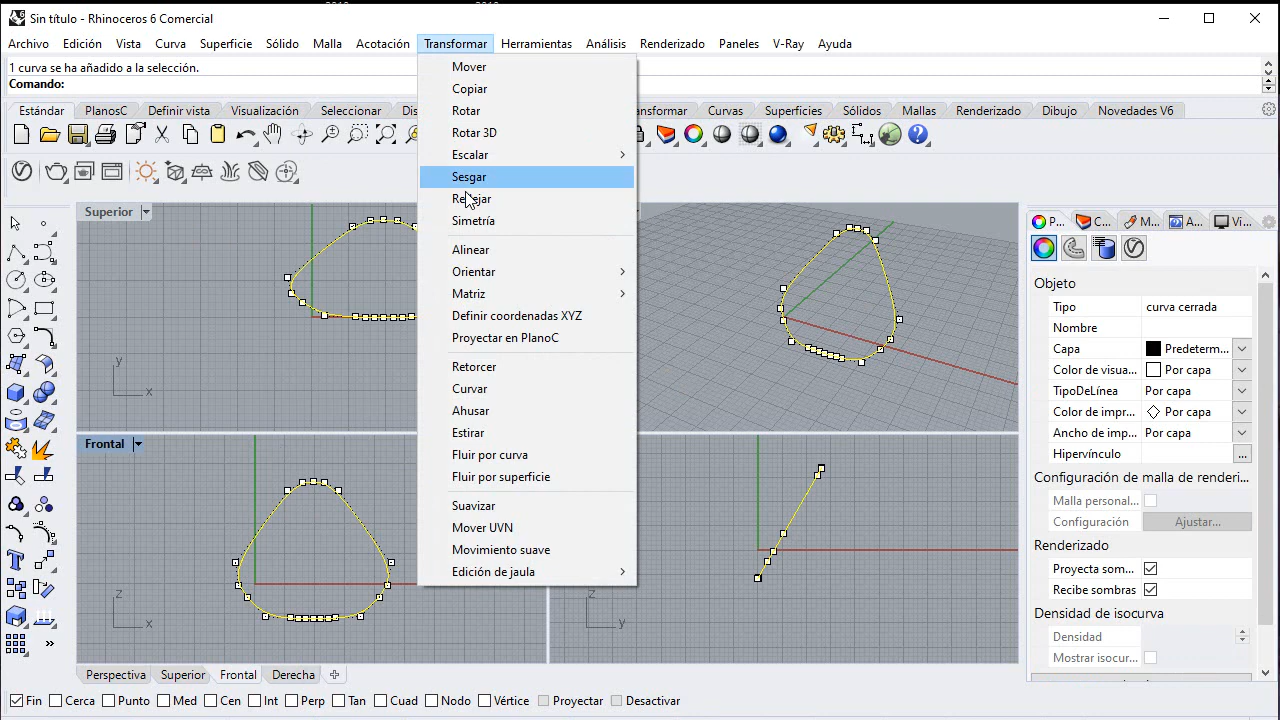 Sin título - Rhinoceros 6 Comercial
Archivo Edición Vista Curva Superficie Sólido Malla Acotación Transformar Herramientas Análisis Renderizado Paneles V-Ray Ayuda
1 curva se ha añadido a la selección.
Comando:
Estándar PlanosC Definir vista Visualización Seleccionar ransformar Curvas Superficies Sólidos Mallas Renderizado Dibujo Novedades V6
Mover
Copiar
Rotar
Rotar 3D
Escalar
Sesgar
Reflejar
Simetría
Alinear
Orientar
Matriz
Definir coordenadas XYZ
Proyectar en PlanoC
Retorcer
Curvar
Ahusar
Estirar
Fluir por curva
Fluir por superficie
Suavizar
Mover UVN
Movimiento suave
Edición de jaula
Superior
y
x
Frontal
z
x
z
y
P... C... M... A... Vi...
Objeto
Tipo curva cerrada
Nombre
Capa Predeterm...
Color de visua... Por capa
TipoDeLínea Por capa
Color de impr... Por capa
Ancho de imp... Por capa
Hipervínculo ...
Configuración de malla de renderi
Malla personal...
Configuración Ajustar...
Renderizado
Proyecta som...
Recibe sombras
Densidad de isocurva
Densidad
Mostrar isocur...
Perspectiva Superior Frontal Derecha
Fin Cerca Punto Med Cen Int Perp Tan Cuad Nodo Vértice Proyectar Desactivar